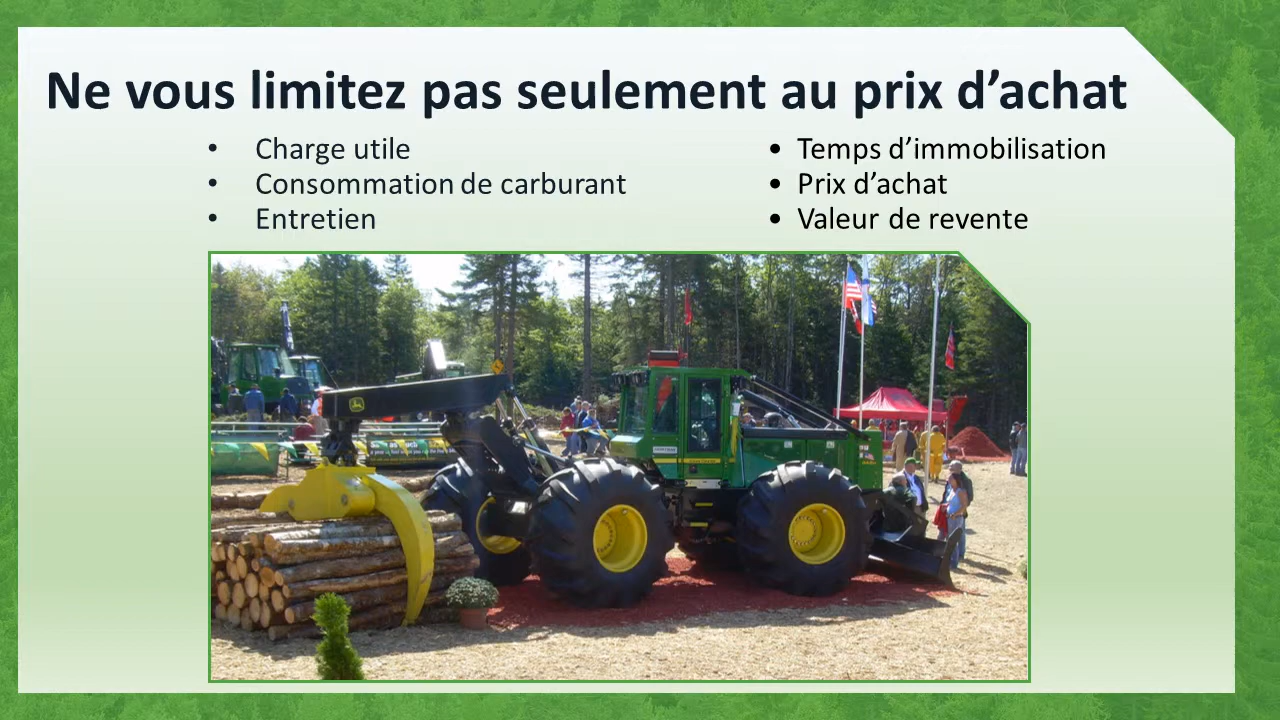 Ne vous limitez pas seulement au prix d’achat
• Charge utile
• Consommation de carburant
• Entretien
• Temps d’immobilisation
• Prix d’achat
• Valeur de revente